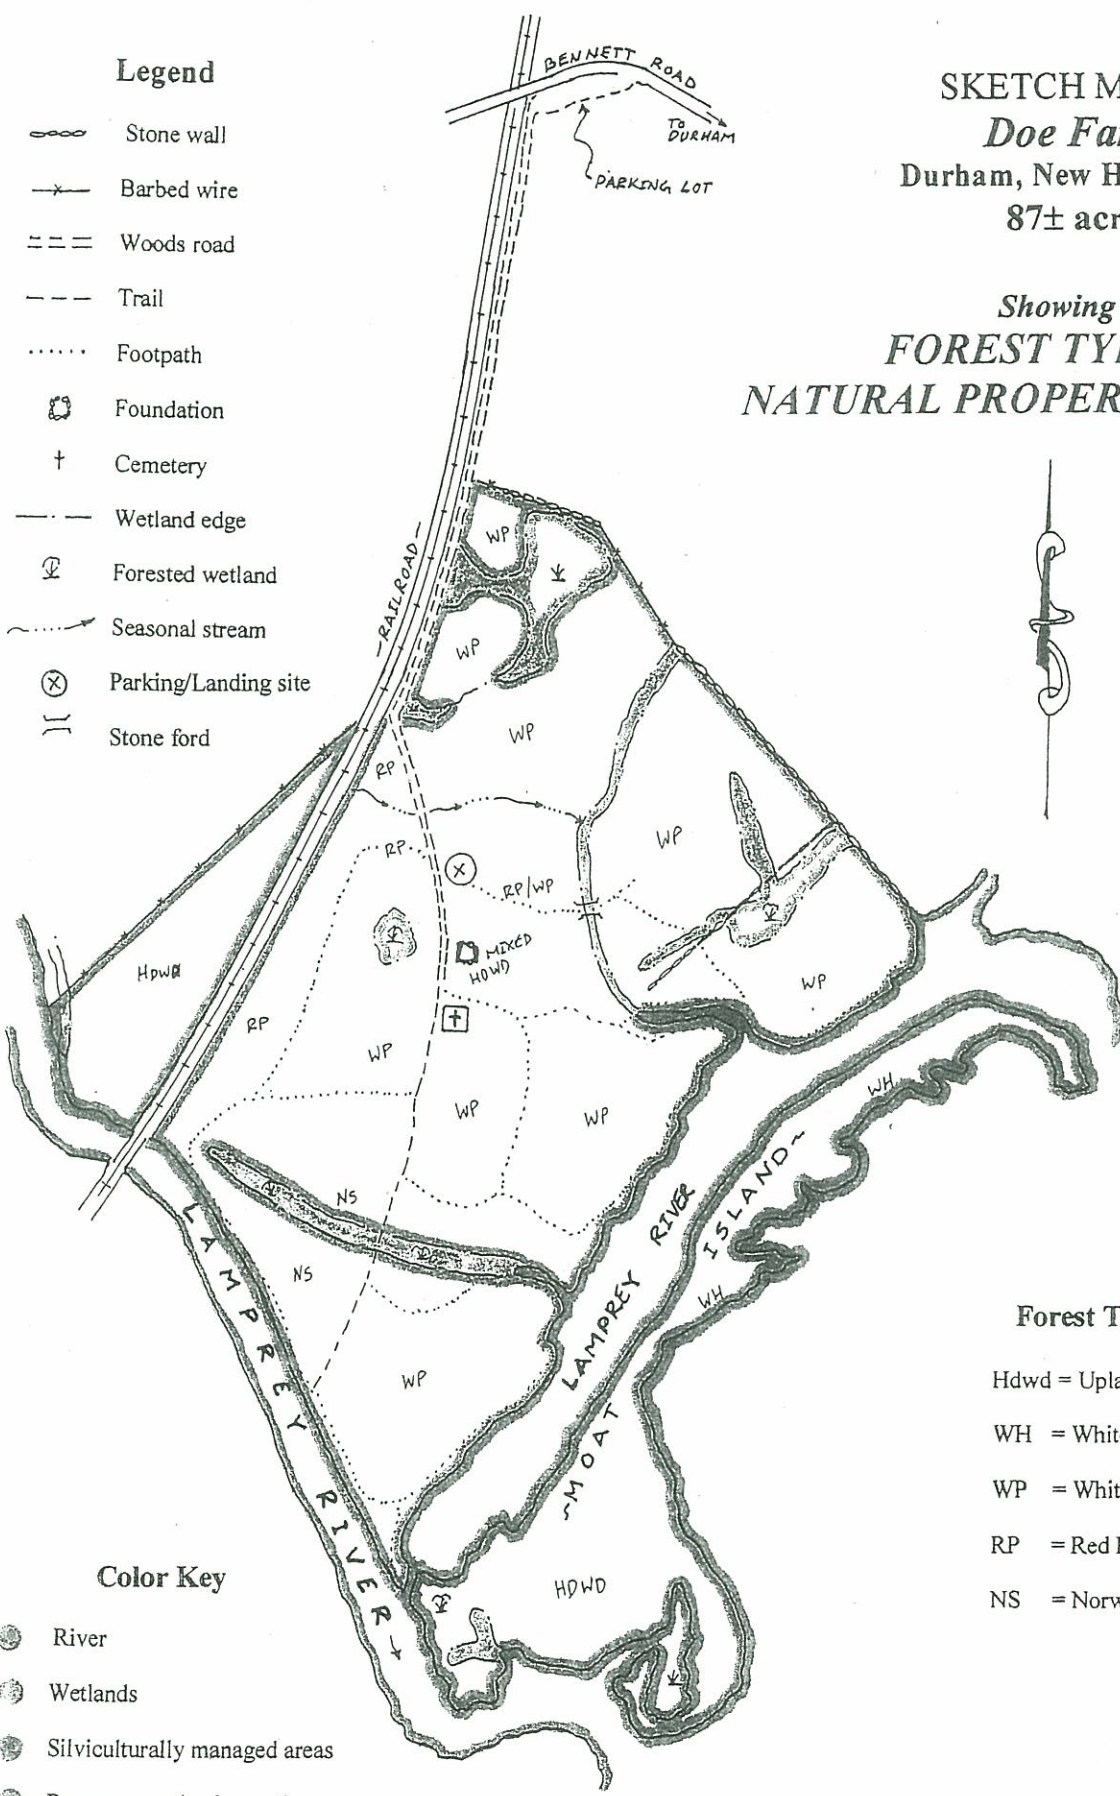 Legend
Stone wall
Barbed wire
Woods road
Trail
Footpath
Foundation
Cemetery
Wetland edge
Forested wetland
Seasonal stream
Parking/Landing site
Stone ford
BENNETT ROAD
TO
DURHAM
PARKING LOT
SKETCH M
Doe Fa
Durham, New H
87± acr
Showing
FOREST TY
NATURAL PROPER
-RAILROAD-
WP
WP
WP
RP
RP
WP
RP/WP
MIXED
HDWD
HDWD
RP
WP
WP
WP
WP
NS
NS
WP
LAMPREY RIVER
LAMPREY RIVER
~MOAT ISLAND~
WH
WH
HDWD
Forest T
Hdwd = Upla
WH = Whit
WP = Whit
RP = Red
NS = Norw
Color Key
River
Wetlands
Silviculturally managed areas